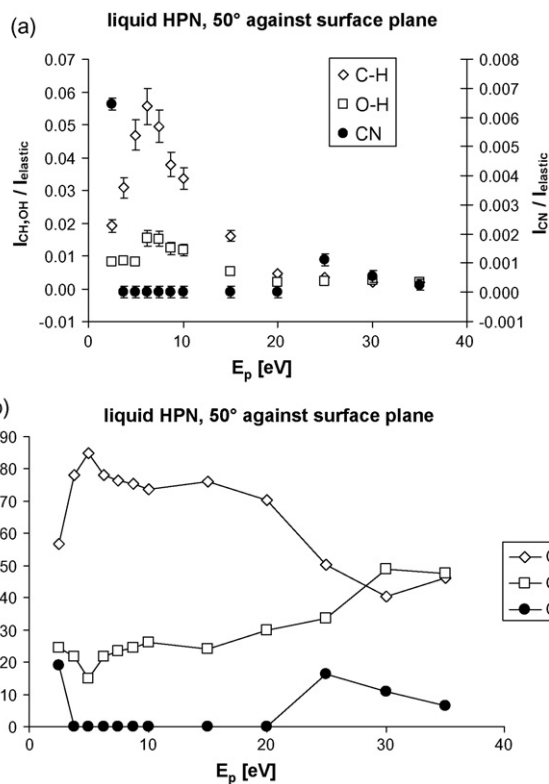 (a)
liquid HPN, 50° against surface plane
0.07
0.06
0.05
0.04
0.03
0.02
0.01
0.00
-0.01
I_CH,OH / I_elastic
C-H
O-H
CN
0.008
0.007
0.006
0.005
0.004
0.003
0.002
0.001
0.000
-0.001
I_CN / I_elastic
0 10 20 30 40
E_p [eV]
)
liquid HPN, 50° against surface plane
90
80
70
60
50
40
30
20
10
0
0 10 20 30 40
E_p [eV]